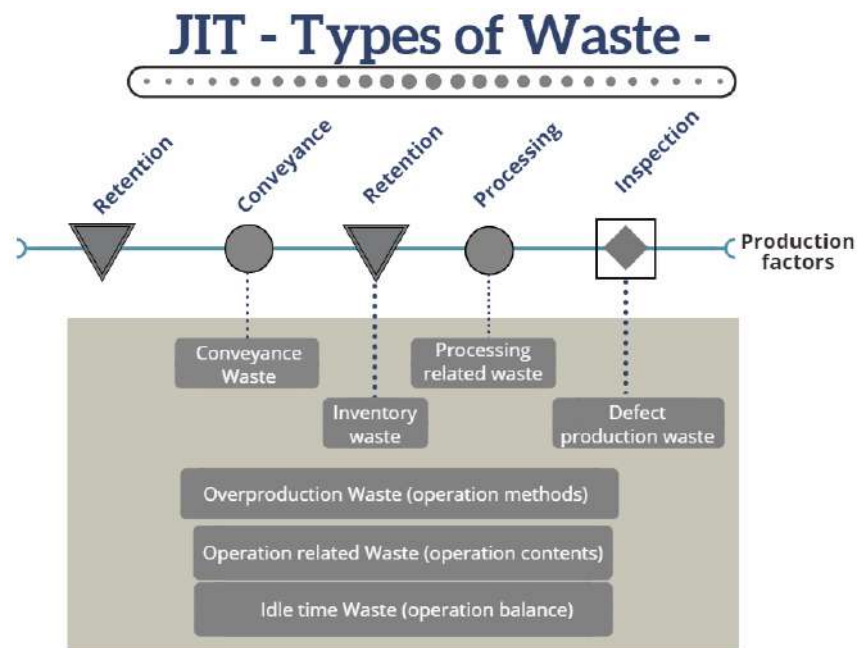 JIT - Types of Waste -
Retention
Conveyance
Retention
Processing
Inspection
Production
factors
Conveyance
Waste
Processing
related waste
Inventory
waste
Defect
production waste
Overproduction Waste (operation methods)
Operation related Waste (operation contents)
Idle time Waste (operation balance)